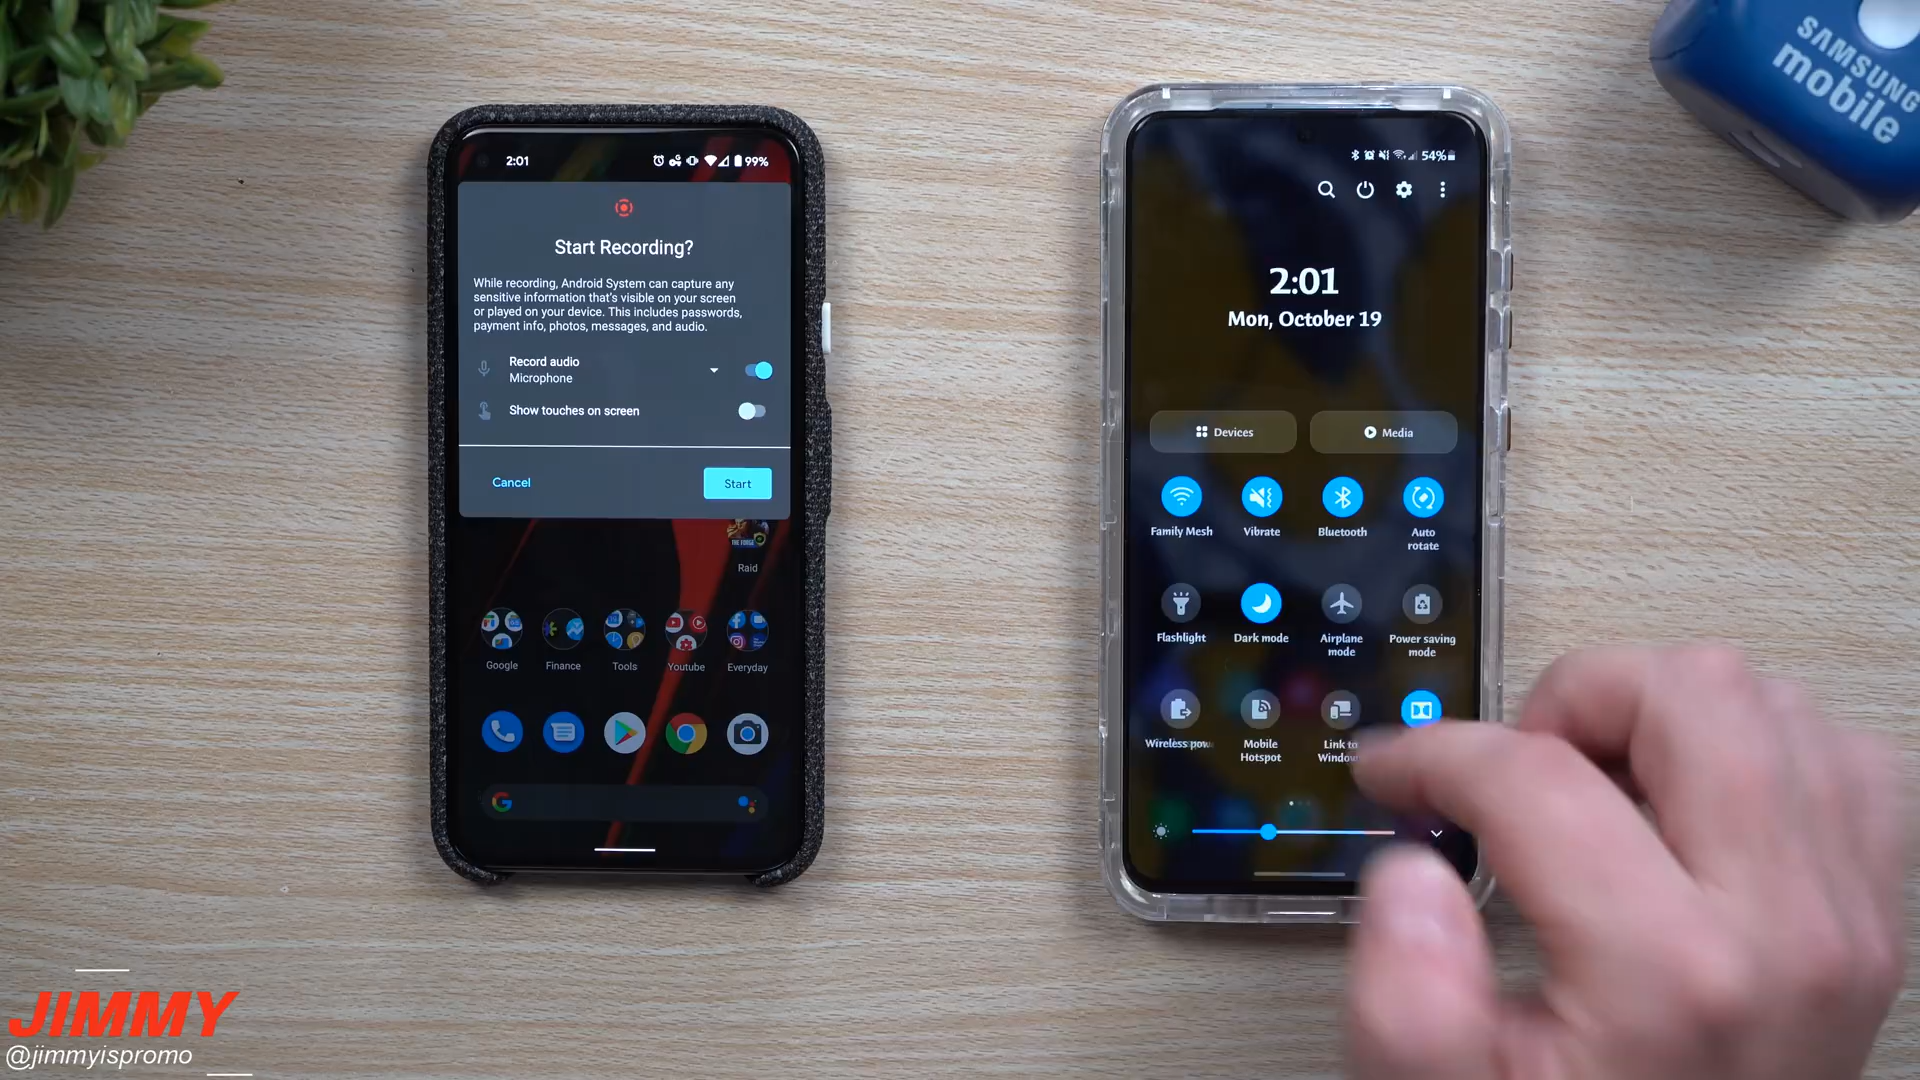 2:01
99%
Start Recording?
While recording, Android System can capture any
sensitive information that's visible on your screen
or played on your device. This includes passwords,
payment info, photos, messages, and audio.
Record audio
Microphone
Show touches on screen
Cancel
Start
Raid
Google
Finance
Tools
Youtube
Everyday
54%
2:01
Mon, October 19
Devices
Media
Family Mesh
Vibrate
Bluetooth
Auto
rotate
Flashlight
Dark mode
Airplane
mode
Power saving
mode
Wireless pow
Mobile
Hotspot
Link to
Window
SAMSUNG
mobile
JIMMY
@jimmyispromo